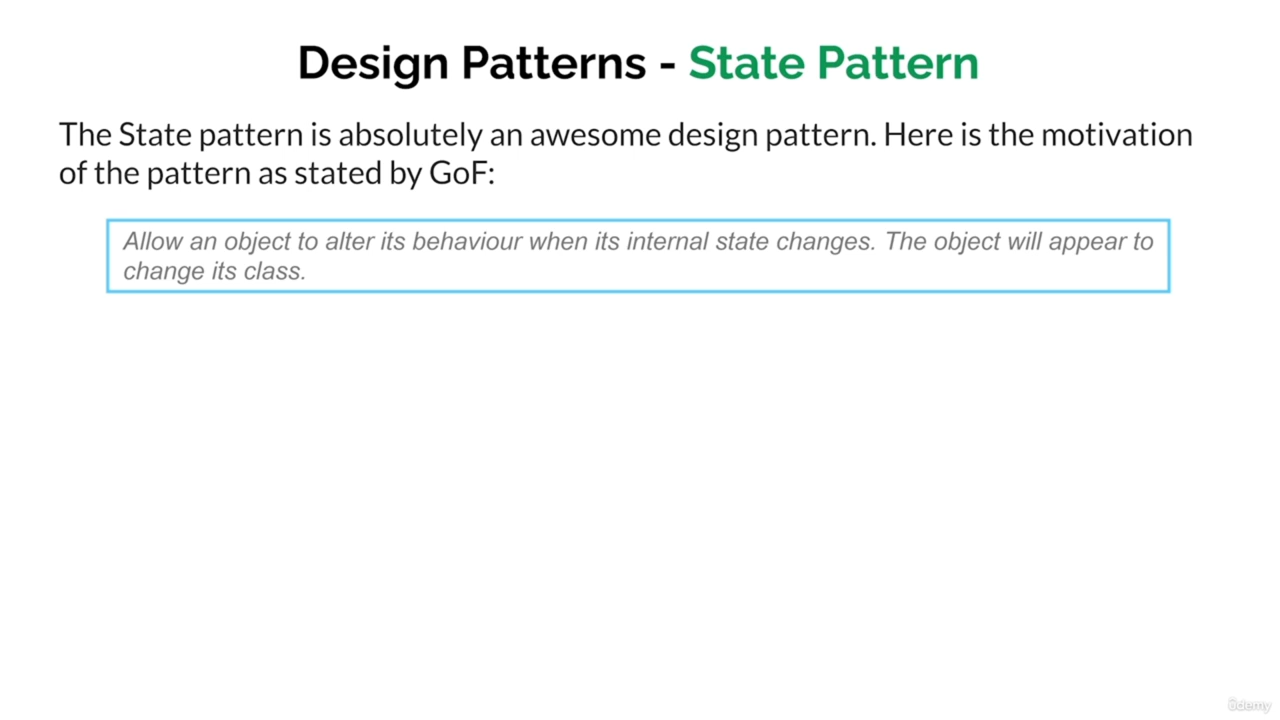 Design Patterns - State Pattern
The State pattern is absolutely an awesome design pattern. Here is the motivation
of the pattern as stated by GoF:
Allow an object to alter its behaviour when its internal state changes. The object will appear to
change its class.
ûdemy